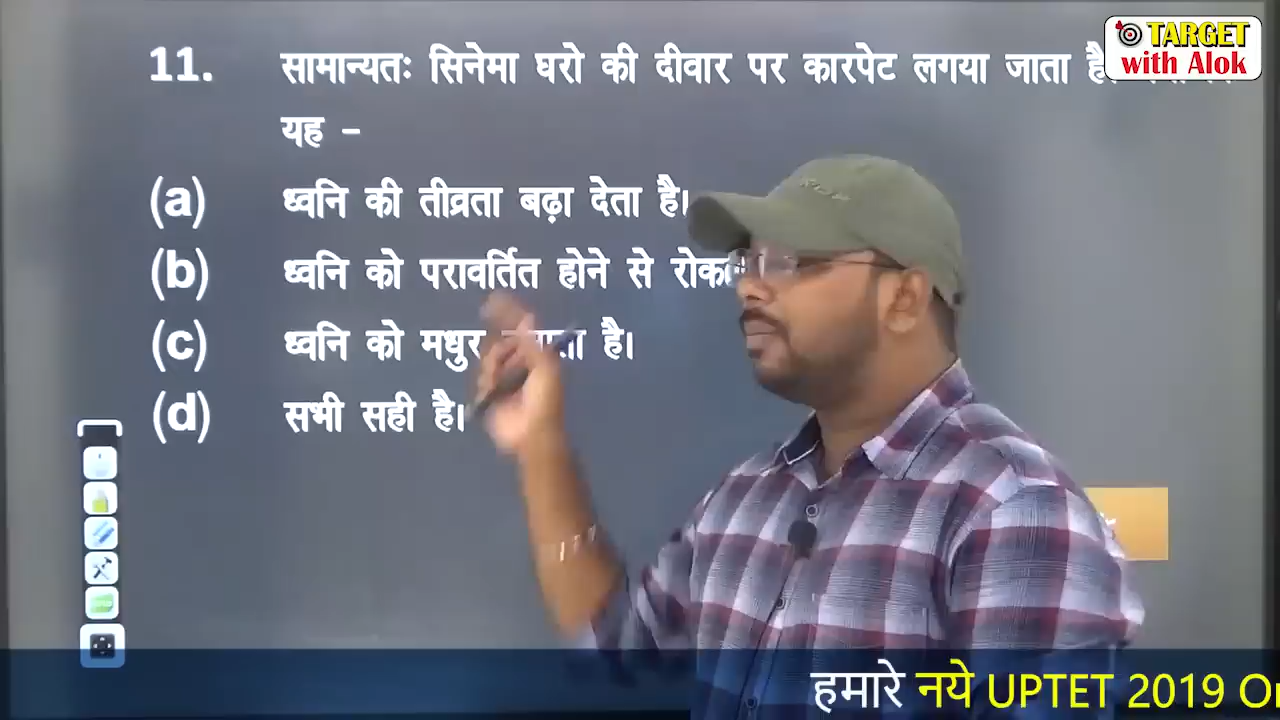 TARGET
with Alok
11. सामान्यतः सिनेमा घरो की दीवार पर कारपेट लगया जाता
यह –
(a) ध्वनि की तीव्रता बढ़ा देता है।
(b) ध्वनि को परावर्तित होने से
(c) ध्वनि को मधुर है।
(d) सभी सही है।
हमारे नये UPTET 2019